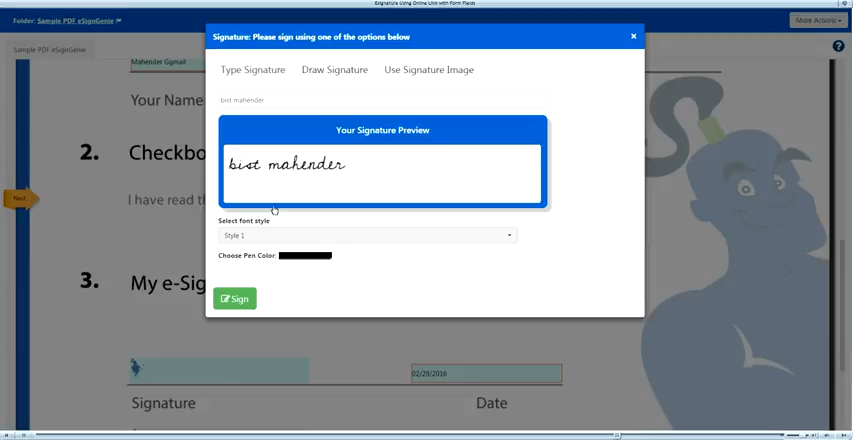 Esignature Using Online Link with Form Fields
Folder: Sample PDF eSignGenie
More Actions
Sample PDF eSignGenie
?
Signature: Please sign using one of the options below
Type Signature Draw Signature Use Signature Image
bist mahender
Your Signature Preview
bist mahender
Select font style
Style 1
Choose Pen Color:
Sign
Mahender Ggmail
Your Name
2. Checkbo
Next
I have read th
3. My e-Sig
02/29/2016
Signature Date